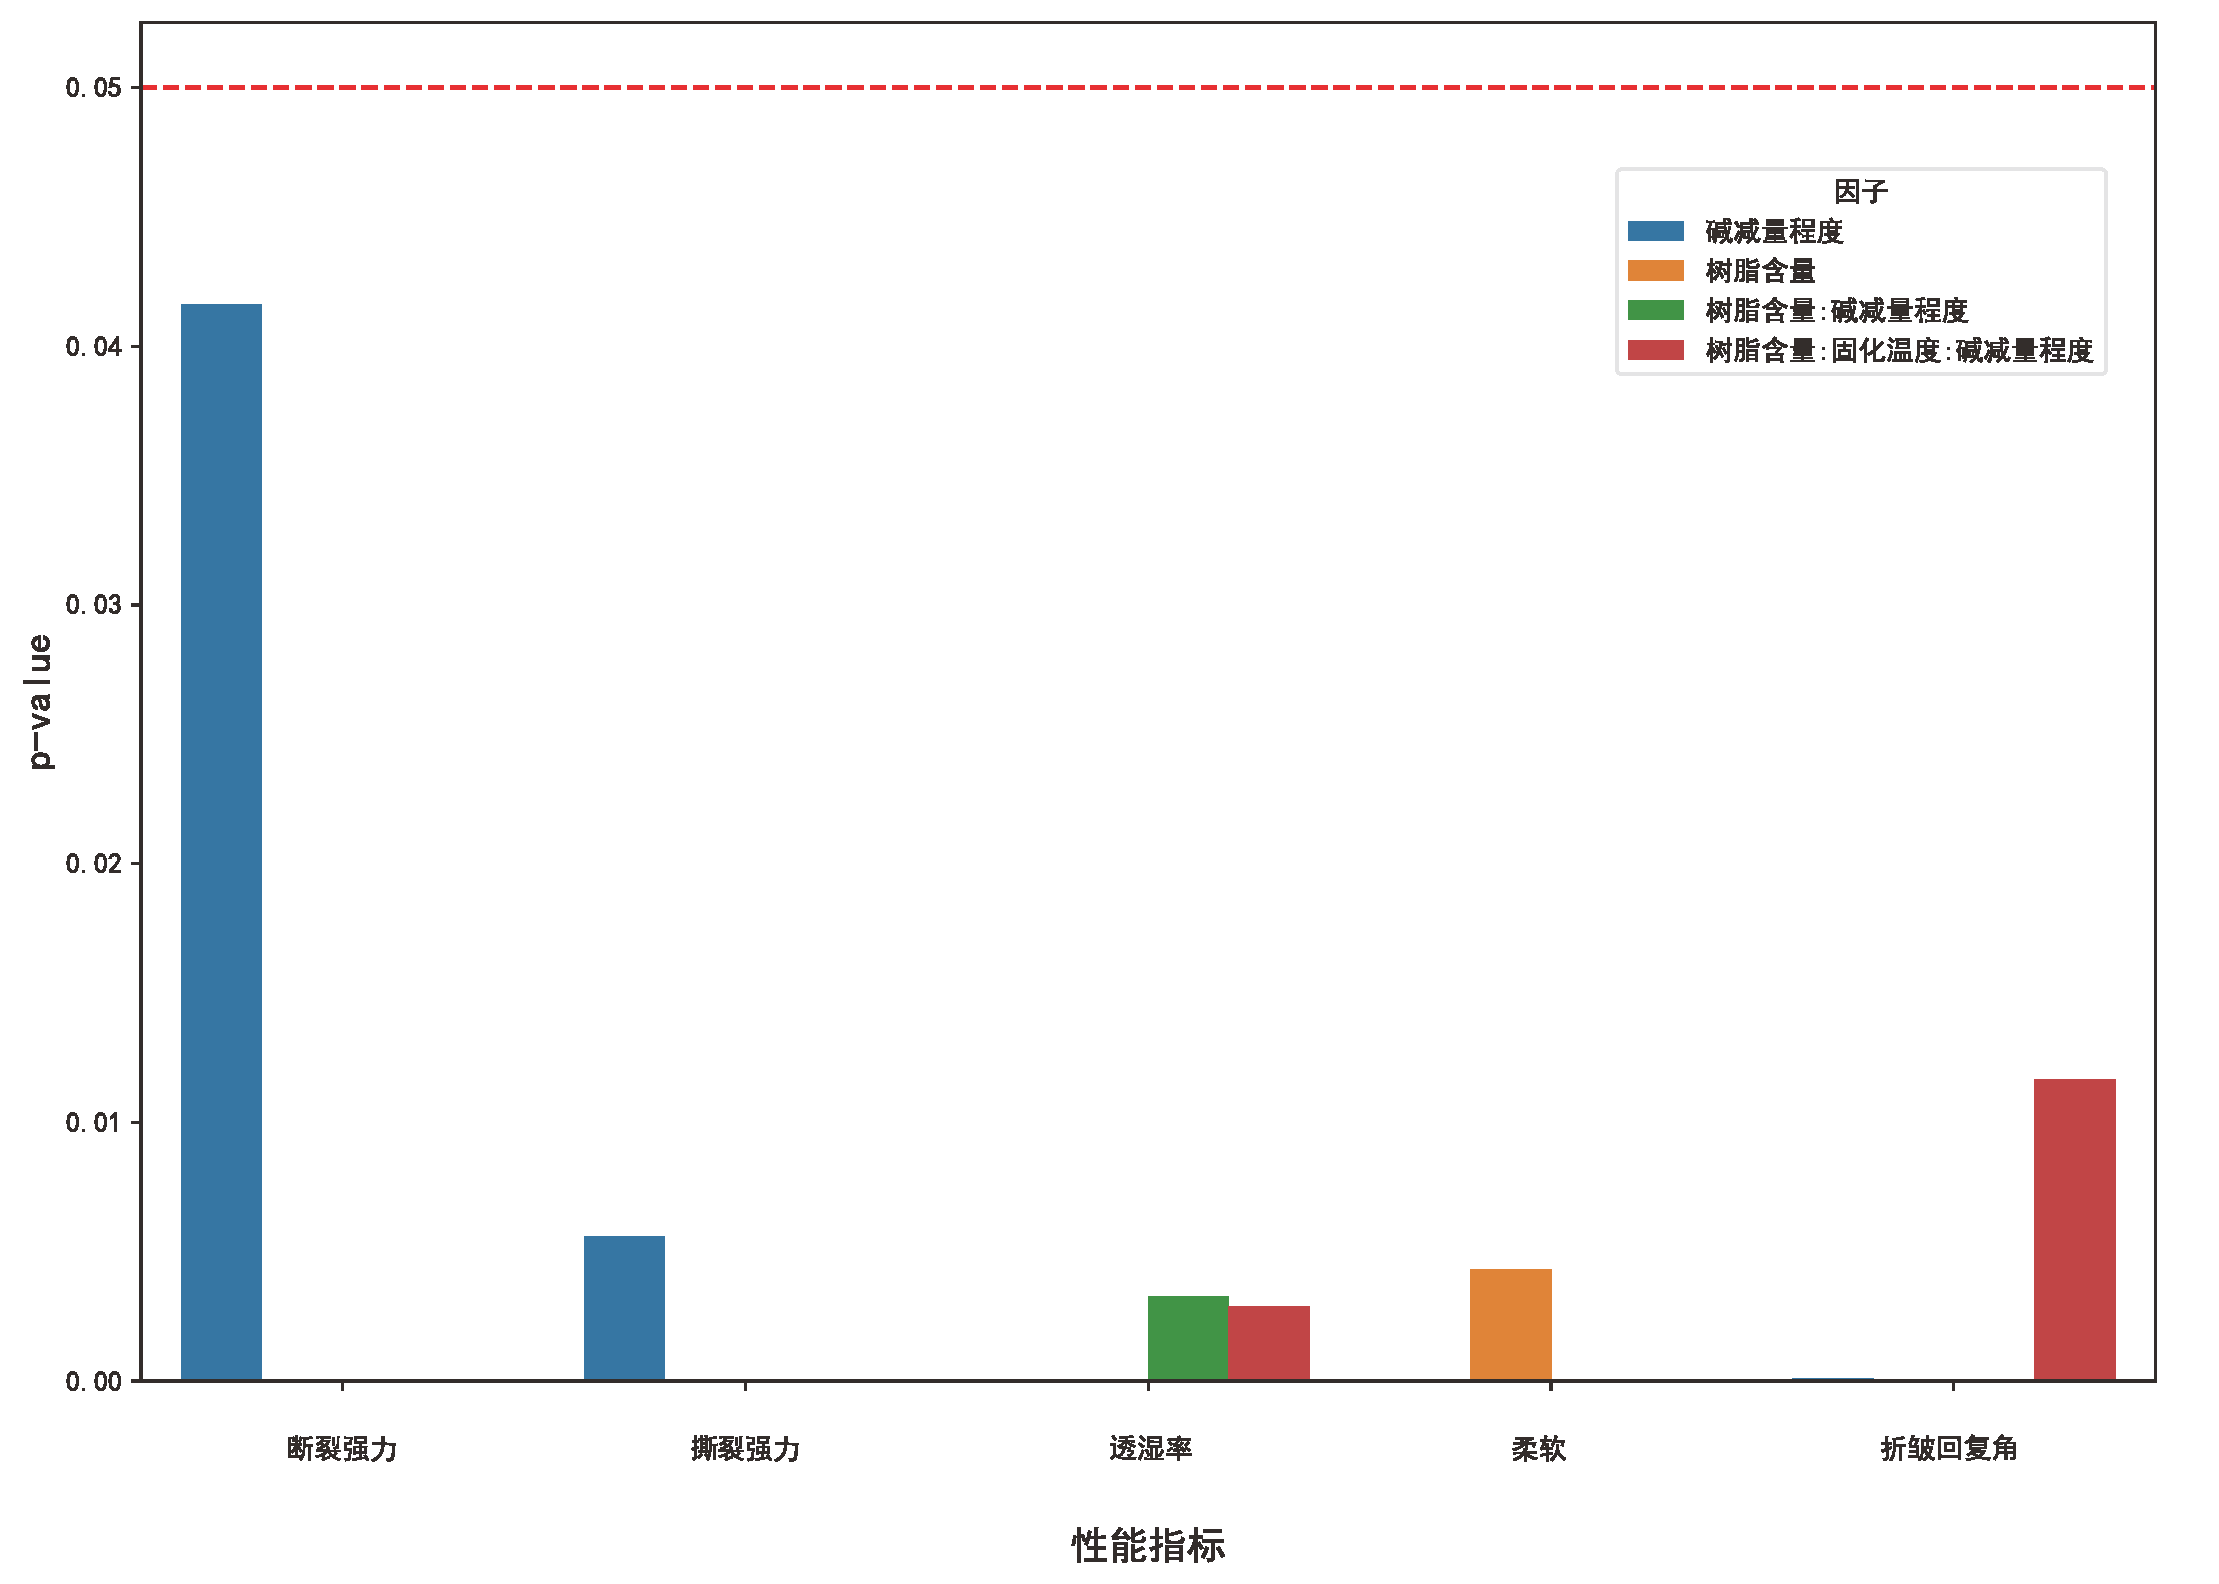 0.05
0.04
0.03
0.02
0.01
0.00
p-value
因子
碱减量程度
树脂含量
树脂含量:碱减量程度
树脂含量:固化温度:碱减量程度
断裂强力
撕裂强力
透湿率
柔软
折皱回复角
性能指标